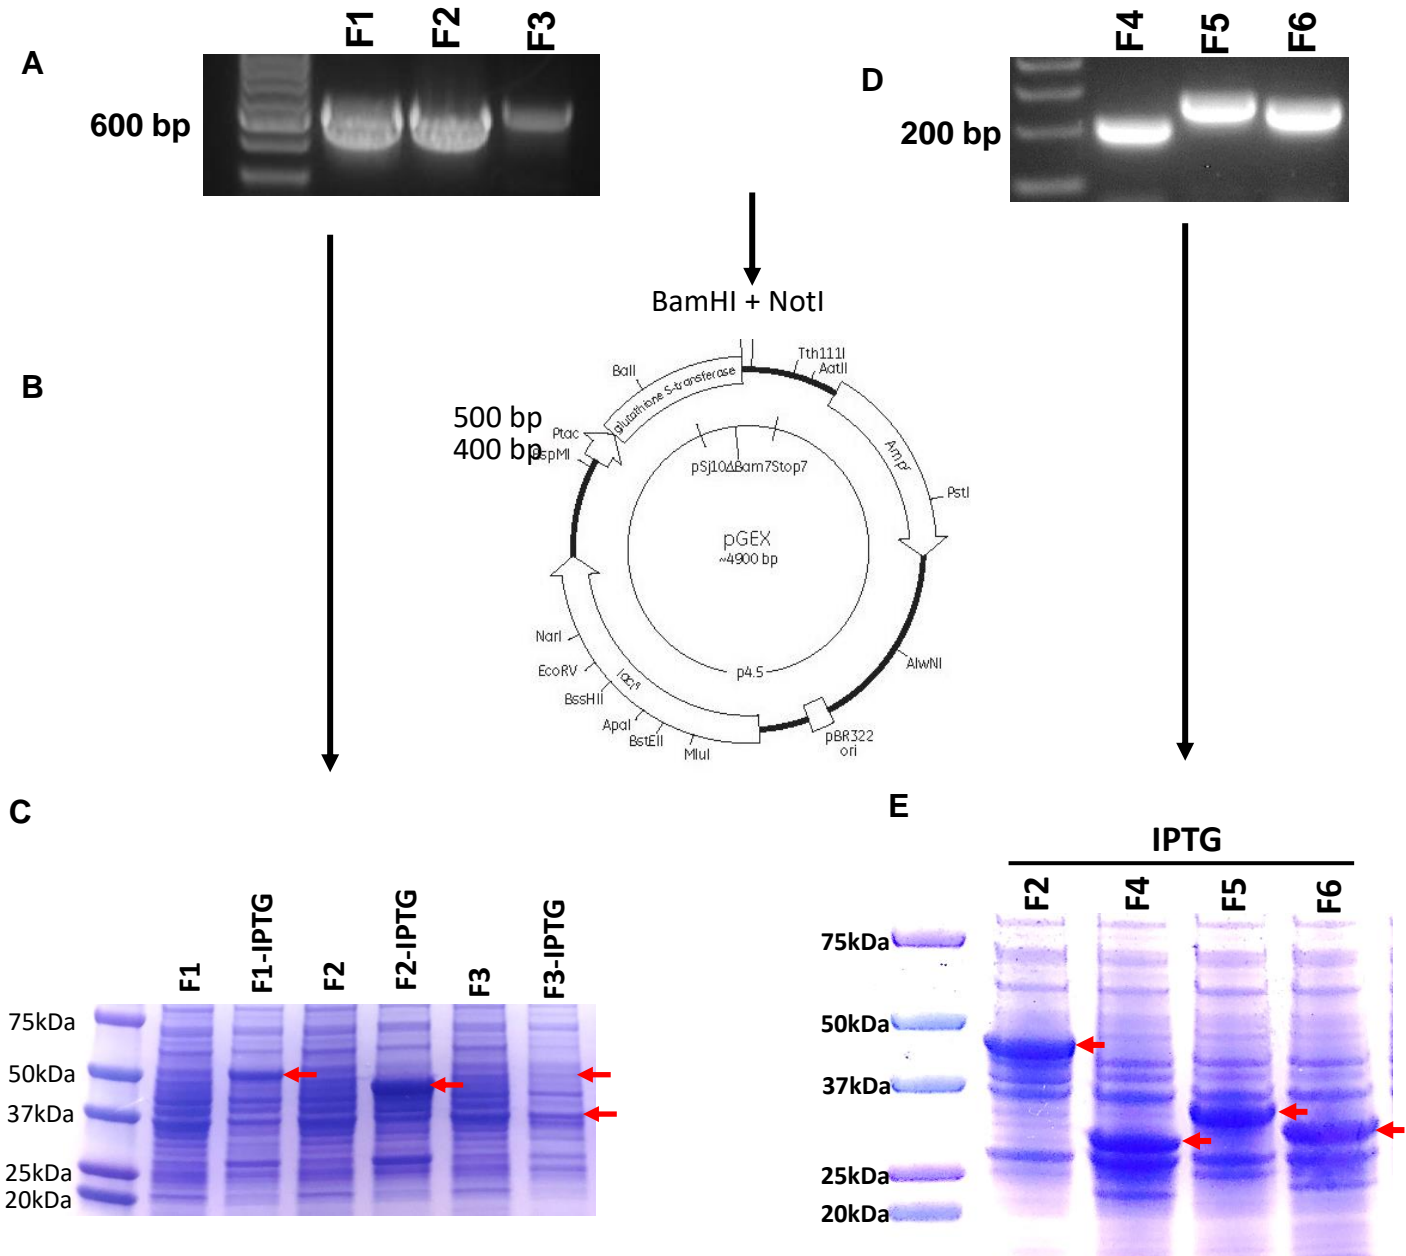 A
F1
F2
F3
600 bp
D
F4
F5
F6
200 bp
BamHI + NotI
B
500 bp
400 bp
Tth111I
AatII
BalI
glutathione S-transferase
Ptac
BspMI
Ampr
PstI
pSj10ΔBam7Stop7
pGEX
~4900 bp
NarI
EcoRV
BssHII
ApaI
BstEII
MluI
lacIq
p4.5
AlwNI
pBR322
ori
C
F1
F1-IPTG
F2
F2-IPTG
F3
F3-IPTG
75kDa
50kDa
37kDa
25kDa
20kDa
E
IPTG
F2
F4
F5
F6
75kDa
50kDa
37kDa
25kDa
20kDa